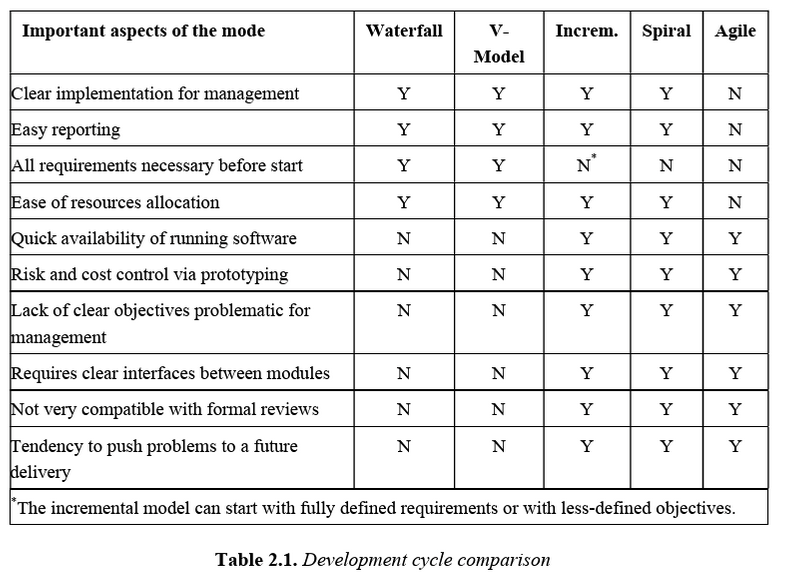 Important aspects of the mode Waterfall V- Increm. Spiral Agile
Model
Clear implementation for management Y Y Y Y N
Easy reporting Y Y Y Y N
All requirements necessary before start Y Y N* N N
Ease of resources allocation Y Y Y Y N
Quick availability of running software N N Y Y Y
Risk and cost control via prototyping N N Y Y Y
Lack of clear objectives problematic for N N Y Y Y
management
Requires clear interfaces between modules N N Y Y Y
Not very compatible with formal reviews N N Y Y Y
Tendency to push problems to a future N N Y Y Y
delivery
*The incremental model can start with fully defined requirements or with less-defined objectives.
Table 2.1. Development cycle comparison